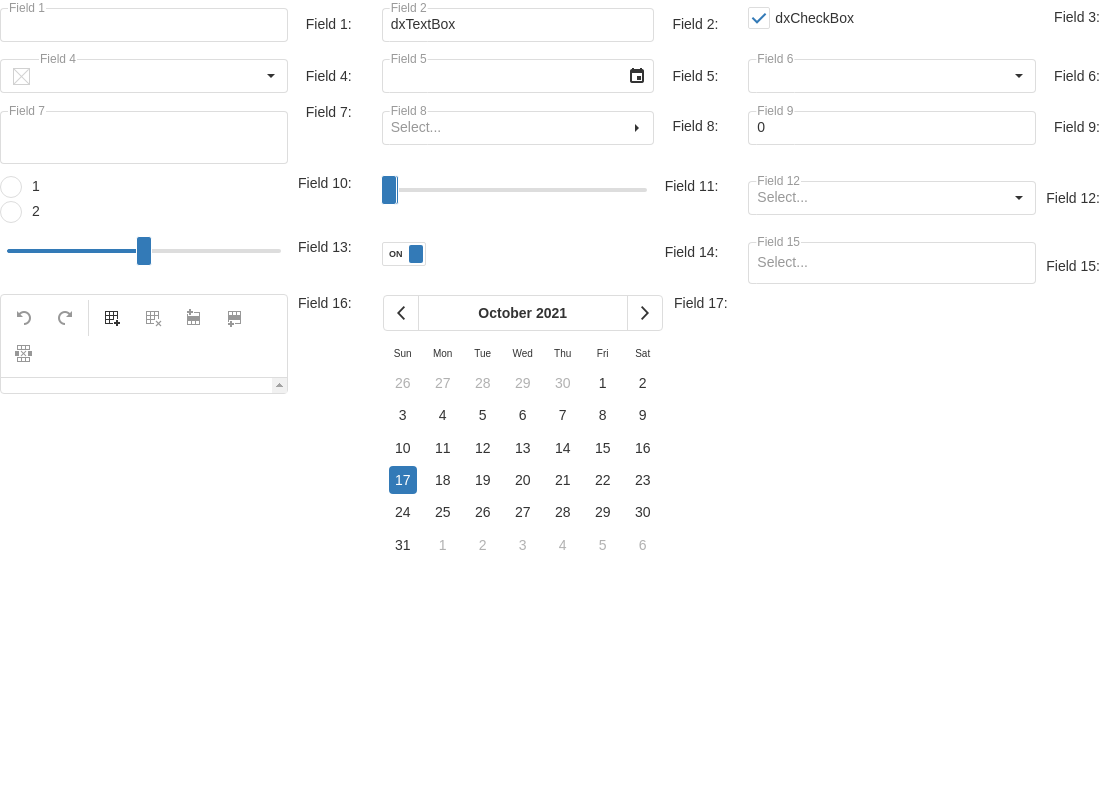 Field 1
Field 1:
Field 2
dxTextBox
Field 2:
dxCheckBox
Field 3:
Field 4
Field 4:
Field 5
Field 5:
Field 6
Field 6:
Field 7
Field 7:
Field 8
Select...
Field 8:
Field 9
0
Field 9:
1
2
Field 10:
Field 11:
Field 12
Select...
Field 12:
Field 13:
ON
Field 14:
Field 15
Select...
Field 15:
Field 16:
October 2021
Field 17:
Sun Mon Tue Wed Thu Fri Sat
26 27 28 29 30 1 2
3 4 5 6 7 8 9
10 11 12 13 14 15 16
17 18 19 20 21 22 23
24 25 26 27 28 29 30
31 1 2 3 4 5 6